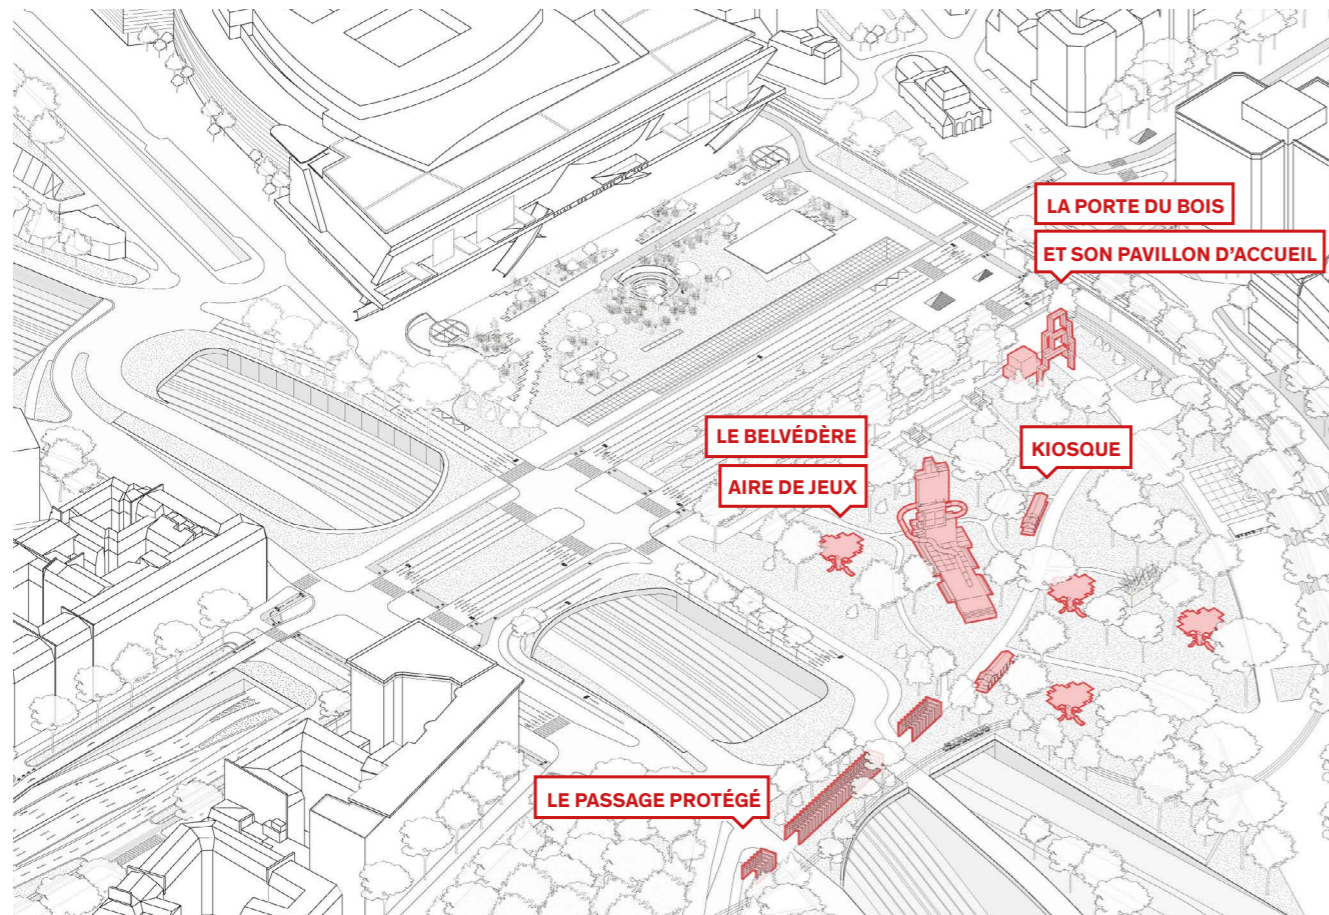 LA PORTE DU BOIS
ET SON PAVILLON D'ACCUEIL
LE BELVÉDÈRE
KIOSQUE
AIRE DE JEUX
LE PASSAGE PROTÉGÉ